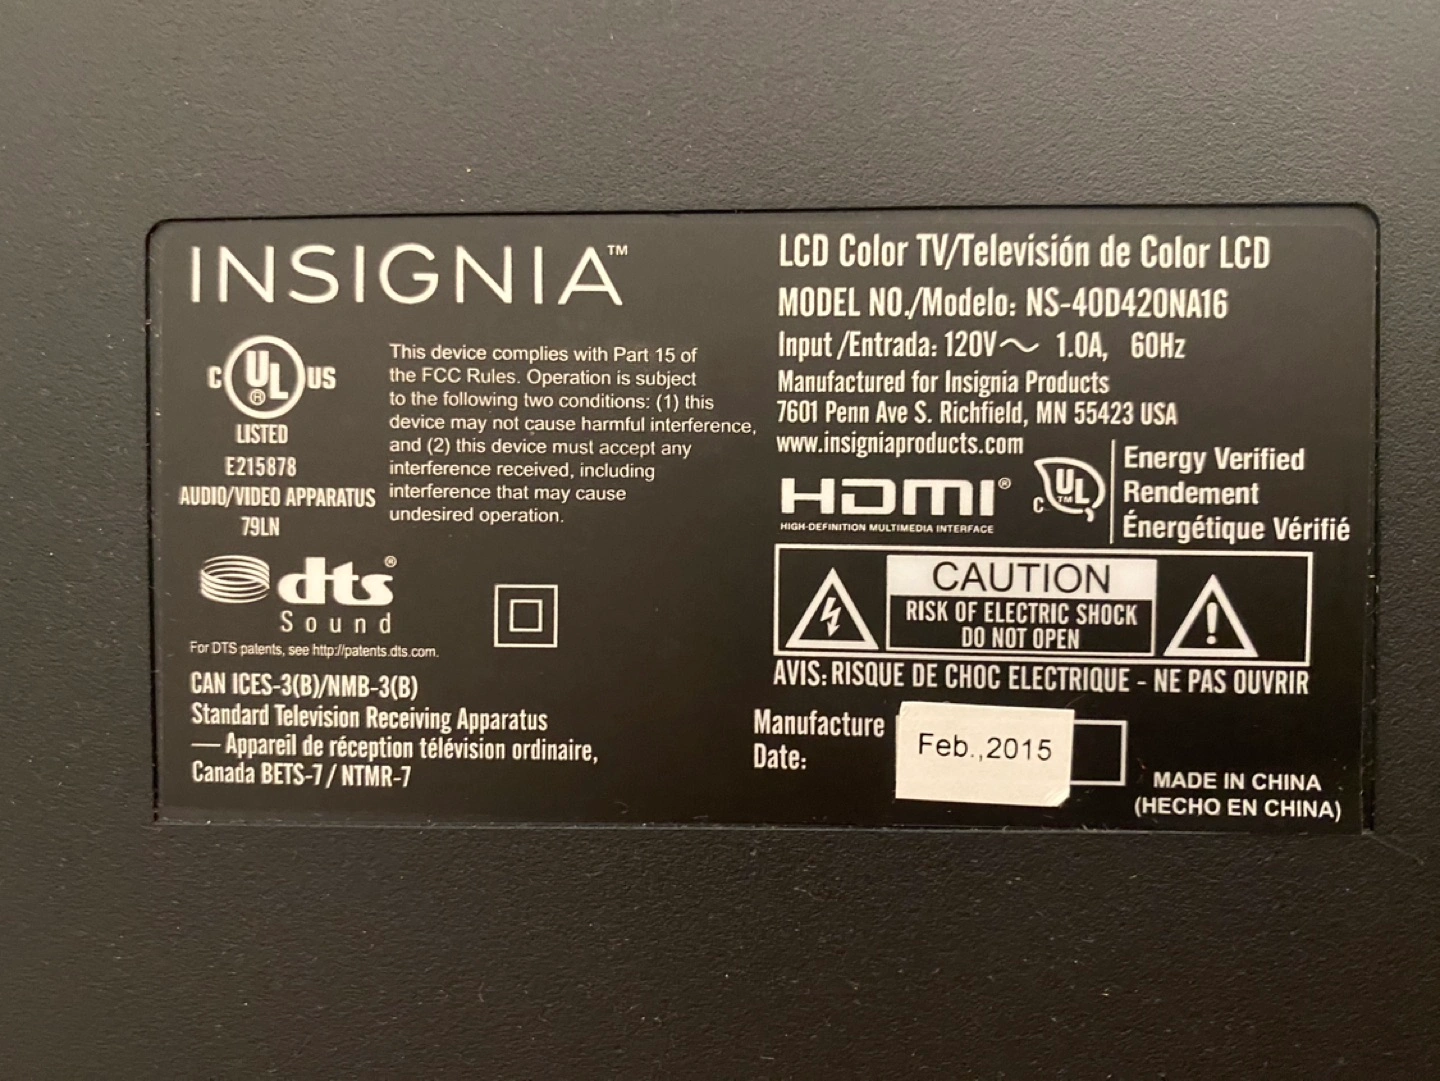 INSIGNIA™
C UL® US
LISTED
E215878
AUDIO/VIDEO APPARATUS
79LN
This device complies with Part 15 of
the FCC Rules. Operation is subject
to the following two conditions: (1) this
device may not cause harmful interference,
and (2) this device must accept any
interference received, including
interference that may cause
undesired operation.
dts®
Sound
For DTS patents, see http://patents.dts.com.
CAN ICES-3(B)/NMB-3(B)
Standard Television Receiving Apparatus
— Appareil de réception télévision ordinaire,
Canada BETS-7 / NTMR-7
LCD Color TV/Televisión de Color LCD
MODEL NO./Modelo: NS-40D420NA16
Input /Entrada: 120V～ 1.0A, 60Hz
Manufactured for Insignia Products
7601 Penn Ave S. Richfield, MN 55423 USA
www.insigniaproducts.com
HDMI®
HIGH-DEFINITION MULTIMEDIA INTERFACE
C UL™
Energy Verified
Rendement
Énergétique Vérifié
CAUTION
RISK OF ELECTRIC SHOCK
DO NOT OPEN
AVIS: RISQUE DE CHOC ELECTRIQUE - NE PAS OUVRIR
Manufacture
Date:
Feb.,2015
MADE IN CHINA
(HECHO EN CHINA)